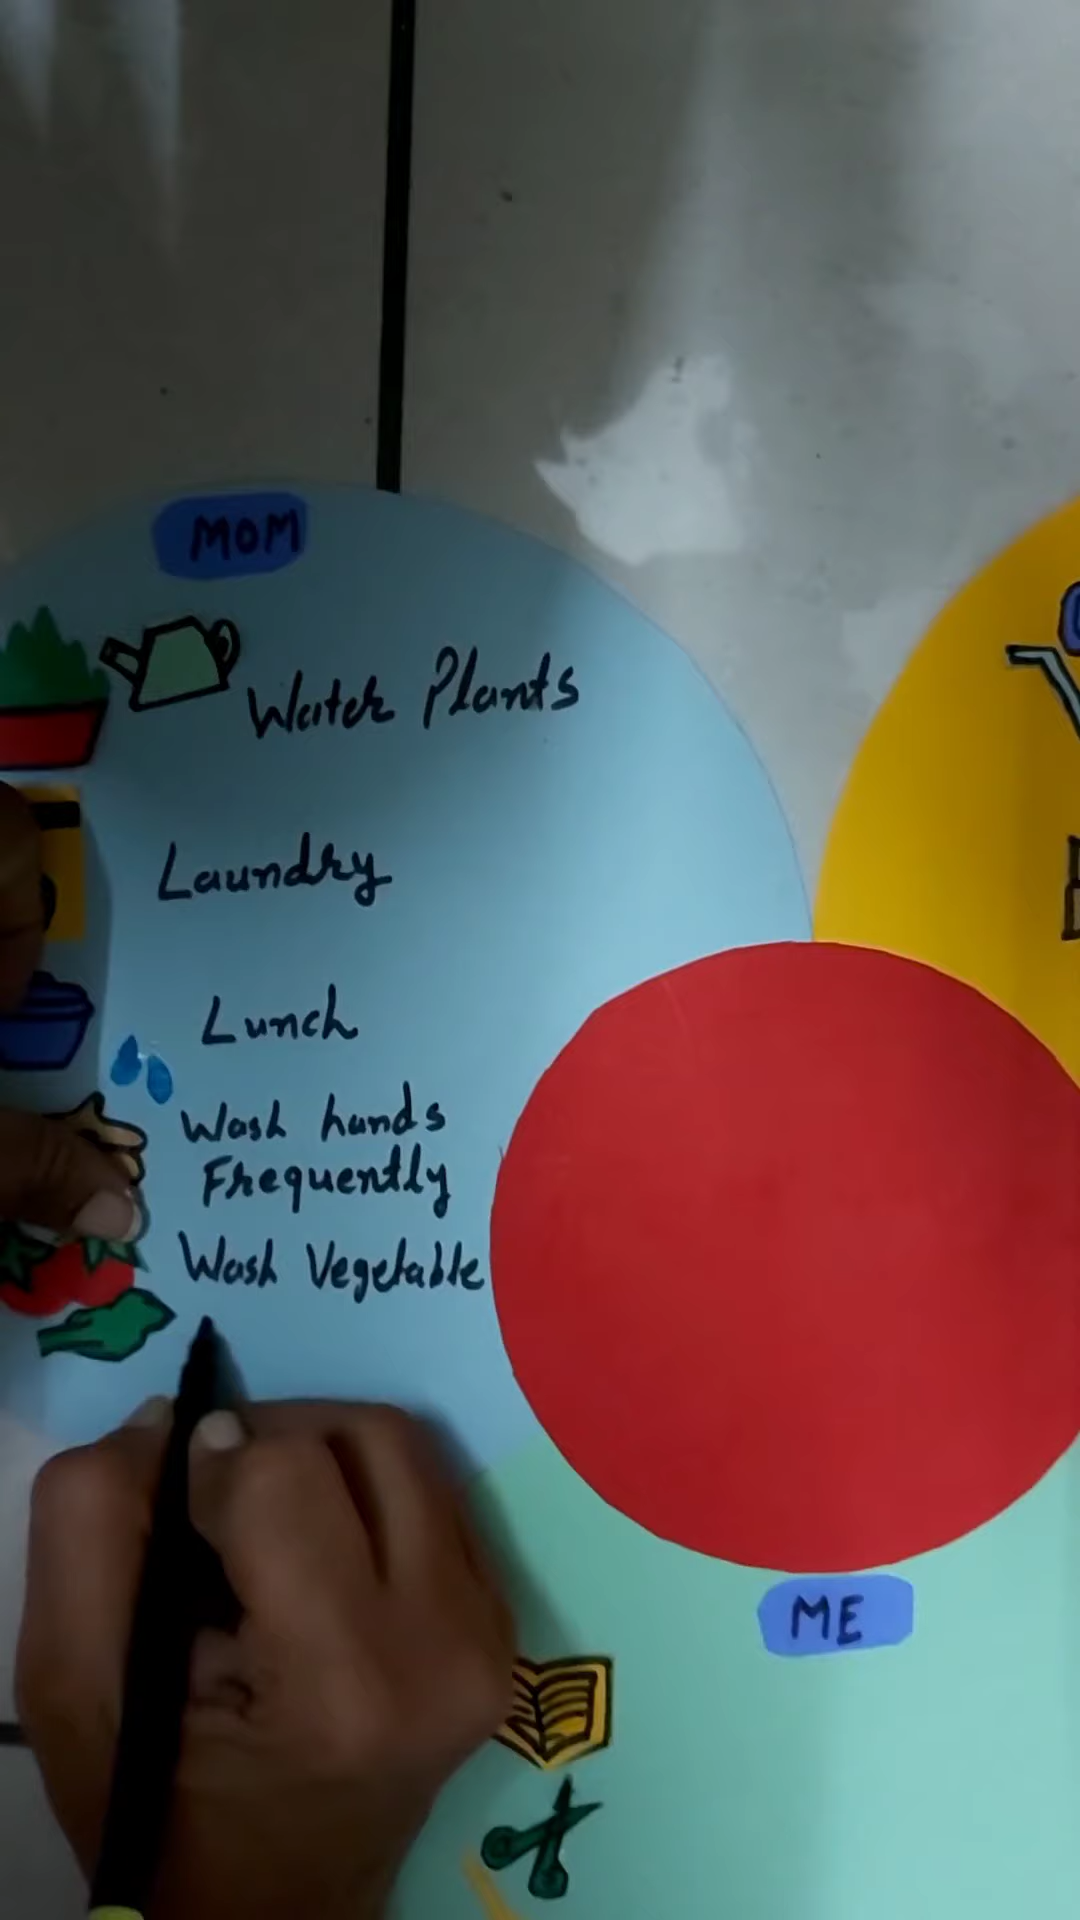 MOM
Water Plants
Laundry
Lunch
Wash hands
Frequently
Wash Vegetable
ME